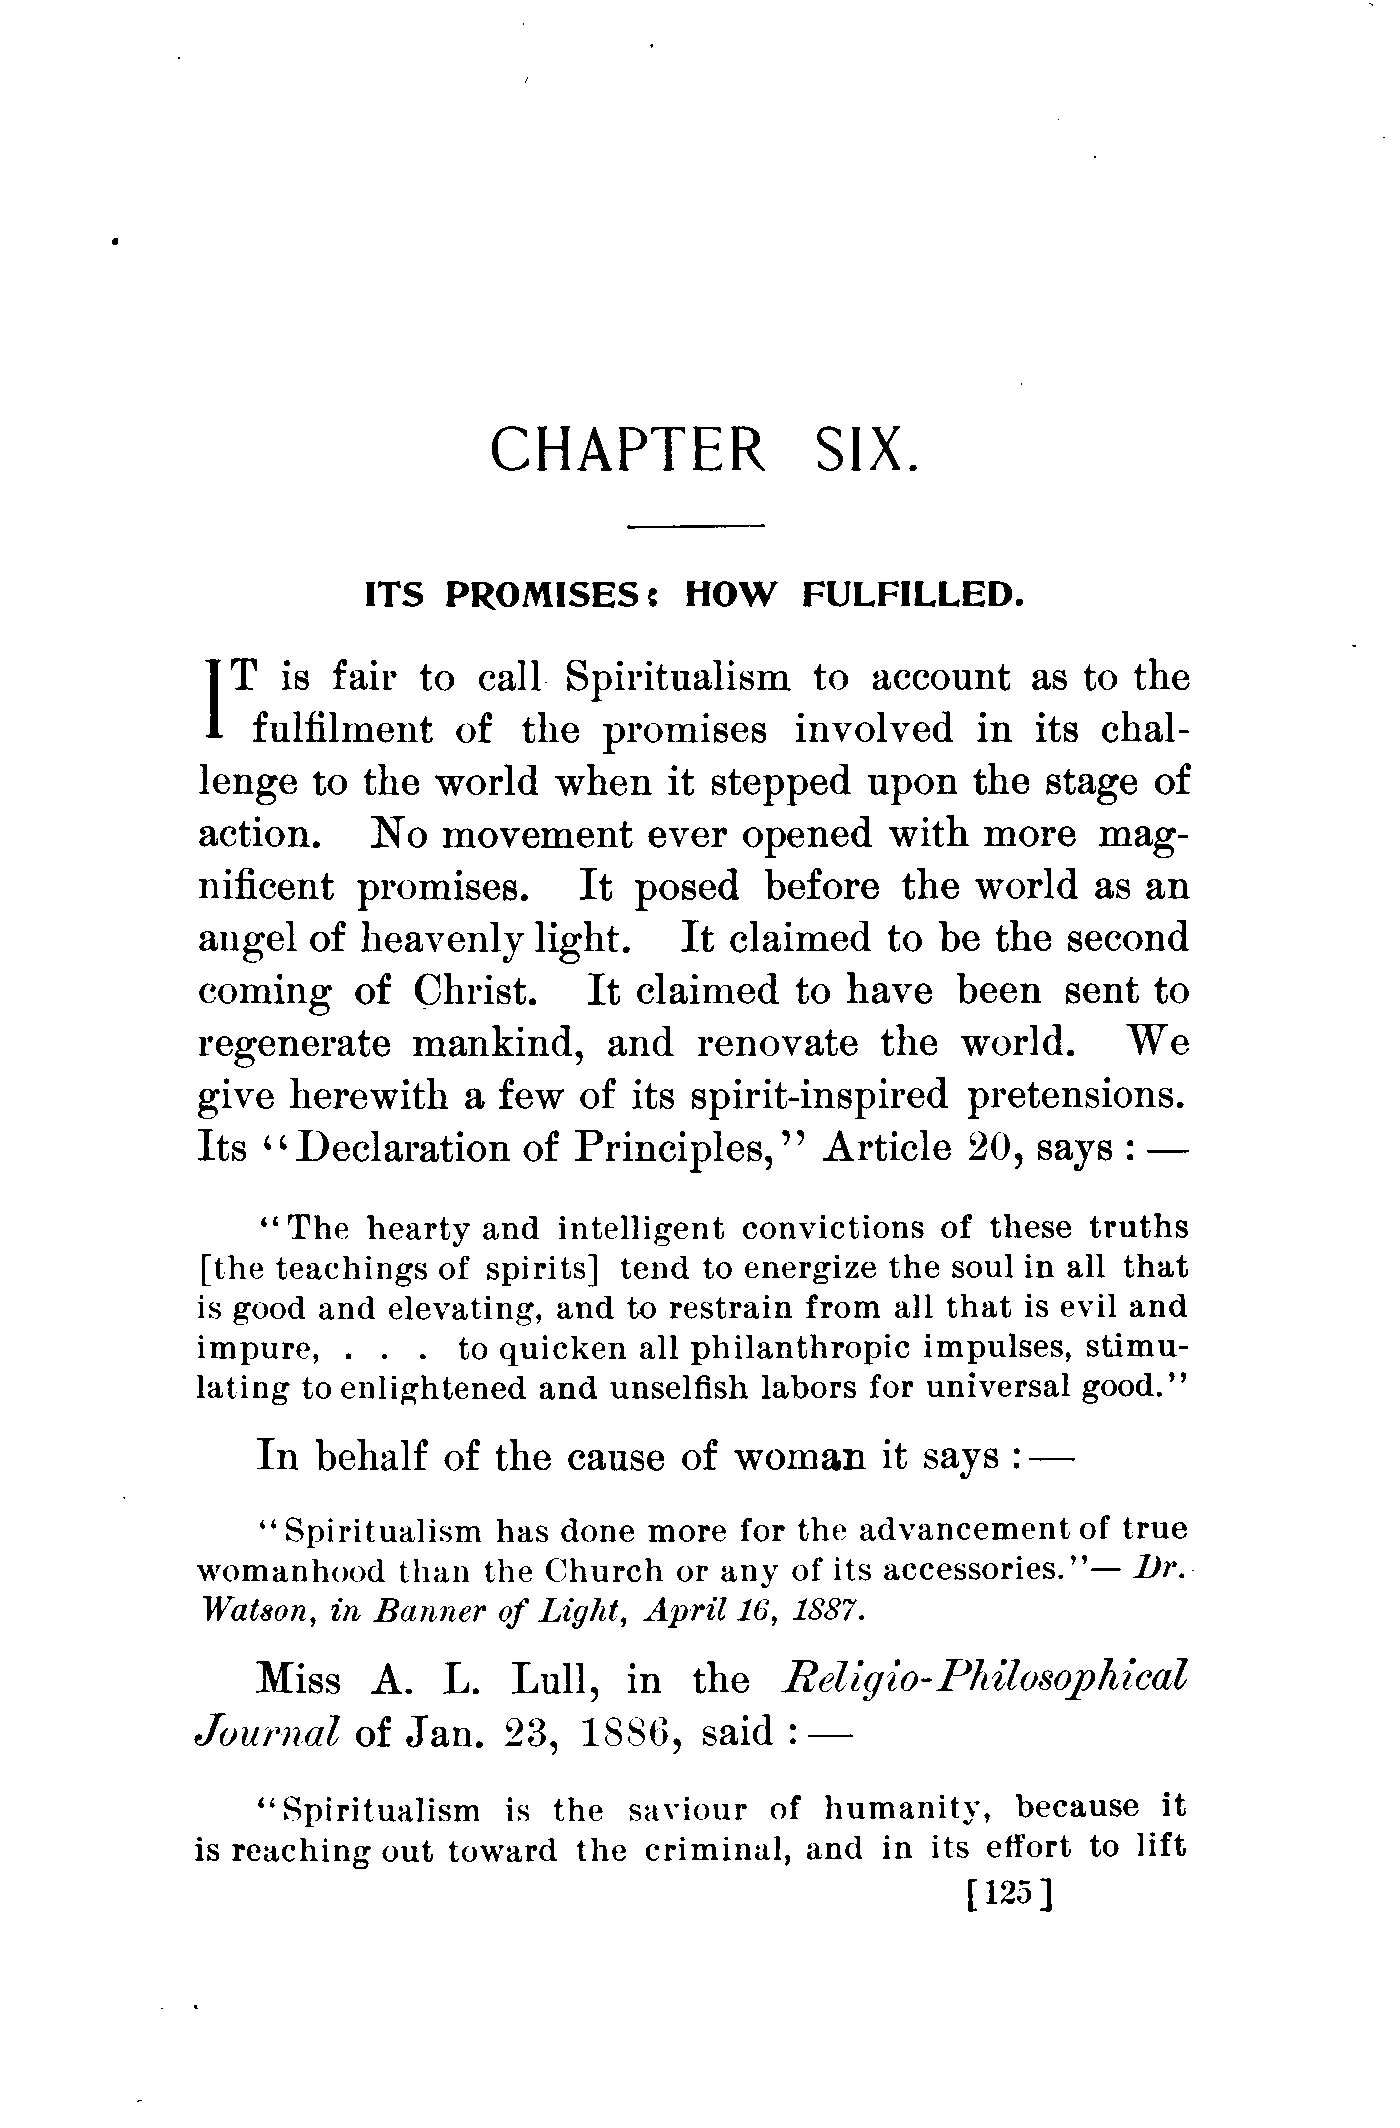 CHAPTER SIX.
ITS PROMISES: HOW FULFILLED.
IT is fair to call Spiritualism to account as to the
fulfilment of the promises involved in its chal-
lenge to the world when it stepped upon the stage of
action. No movement ever opened with more mag-
nificent promises. It posed before the world as an
angel of heavenly light. It claimed to be the second
coming of Christ. It claimed to have been sent to
regenerate mankind, and renovate the world. We
give herewith a few of its spirit-inspired pretensions.
Its "Declaration of Principles," Article 20, says : —
"The hearty and intelligent convictions of these truths
[the teachings of spirits] tend to energize the soul in all that
is good and elevating, and to restrain from all that is evil and
impure, . . . to quicken all philanthropic impulses, stimu-
lating to enlightened and unselfish labors for universal good."
In behalf of the cause of woman it says : —
"Spiritualism has done more for the advancement of true
womanhood than the Church or any of its accessories."— Dr.
Watson, in Banner of Light, April 16, 1887.
Miss A. L. Lull, in the Religio-Philosophical
Journal of Jan. 23, 1886, said : —
"Spiritualism is the saviour of humanity, because it
is reaching out toward the criminal, and in its effort to lift
[125]